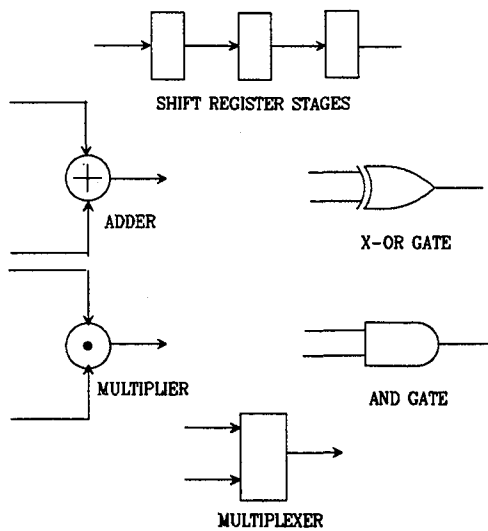 SHIFT REGISTER STAGES
ADDER
X-OR GATE
MULTIPLIER
AND GATE
MULTIPLEXER